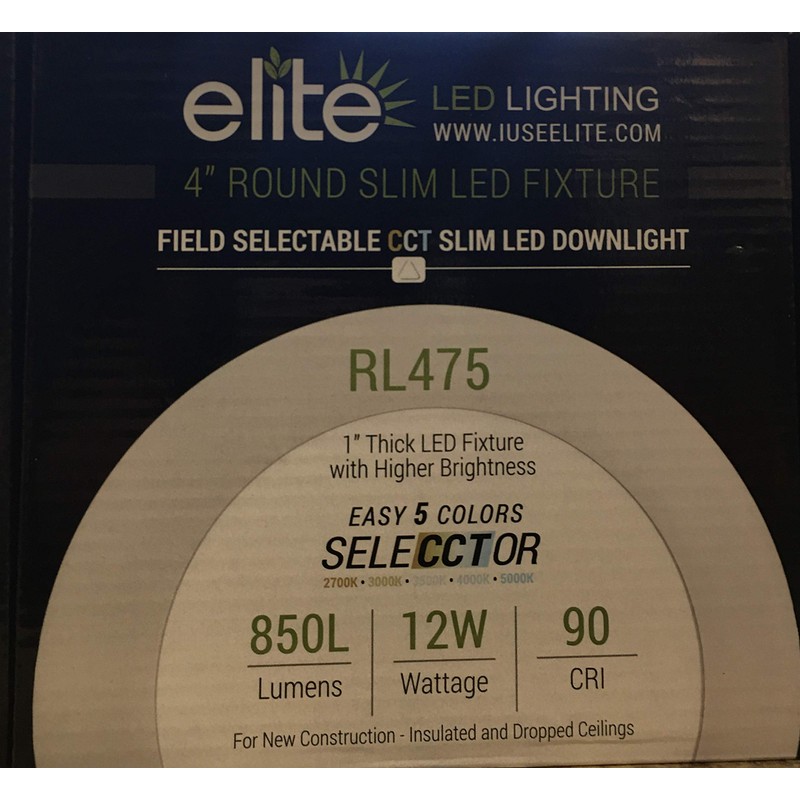 elite LED LIGHTING
WWW.IUSEELITE.COM
4" ROUND SLIM LED FIXTURE
FIELD SELECTABLE CCT SLIM LED DOWNLIGHT
RL475
1" Thick LED Fixture
with Higher Brightness
EASY 5 COLORS
SELECCTOR
2700K • 3000K • 3500K • 4000K • 5000K
850L 12W 90
Lumens Wattage CRI
For New Construction - Insulated and Dropped Ceilings